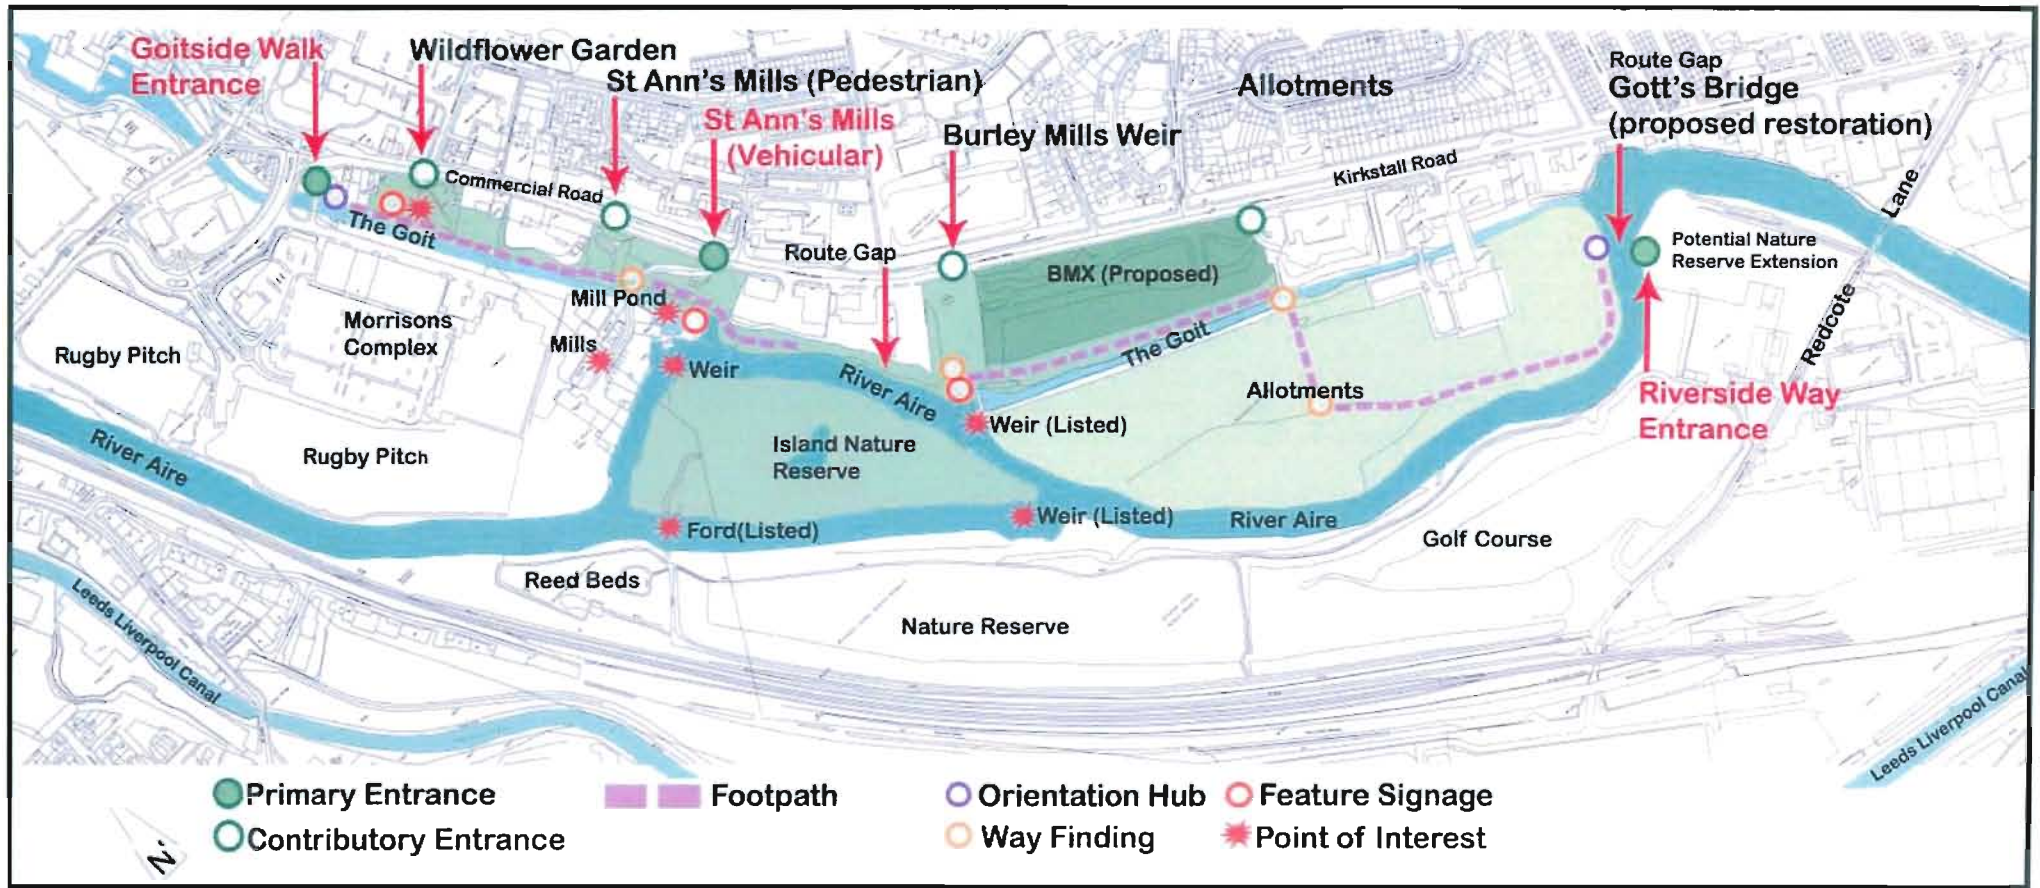 Goitside Walk
Entrance
Wildflower Garden
St Ann's Mills (Pedestrian)
St Ann's Mills
(Vehicular)
Burley Mills Weir
Allotments
Route Gap
Gott's Bridge
(proposed restoration)
Commercial Road
Kirkstall Road
Lane
Redcote
The Goit
Route Gap
BMX (Proposed)
Potential Nature
Reserve Extension
Mill Pond
Morrisons
Complex
Mills
Rugby Pitch
Weir
River Aire
The Goit
Allotments
Riverside Way
Entrance
Weir (Listed)
Island Nature
Reserve
Rugby Pitch
River Aire
Ford(Listed)
Weir (Listed)
River Aire
Golf Course
Reed Beds
Nature Reserve
Leeds Liverpool Canal
Leeds Liverpool Canal
Primary Entrance
Footpath
Orientation Hub
Feature Signage
Contributory Entrance
Way Finding
Point of Interest
N